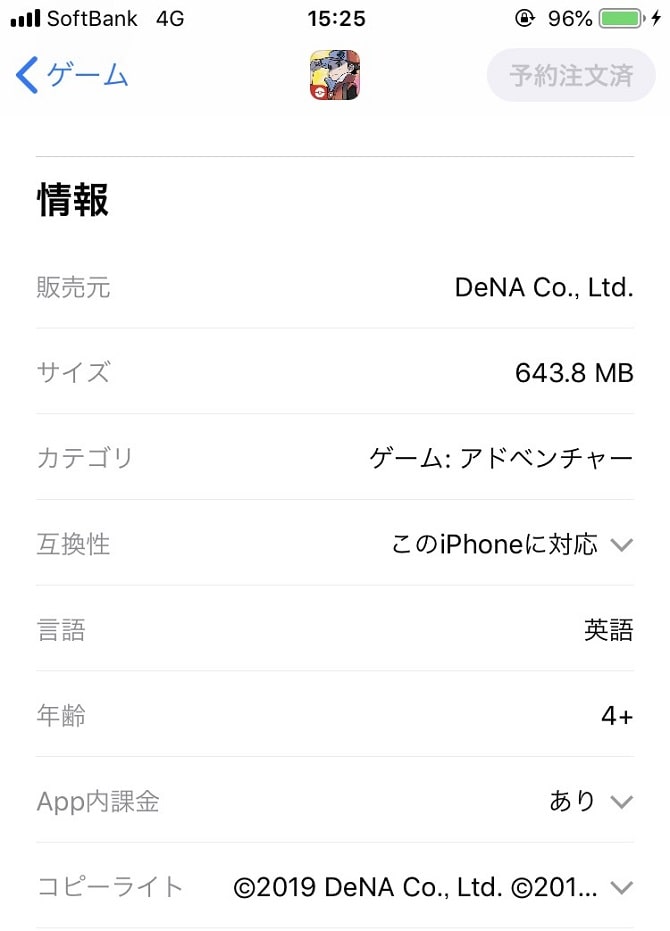 SoftBank 4G 15:25 96%
ゲーム 予約注文済
情報
販売元 DeNA Co., Ltd.
サイズ 643.8 MB
カテゴリ ゲーム: アドベンチャー
互換性 このiPhoneに対応
言語 英語
年齢 4+
App内課金 あり
コピーライト ©2019 DeNA Co., Ltd. ©201...